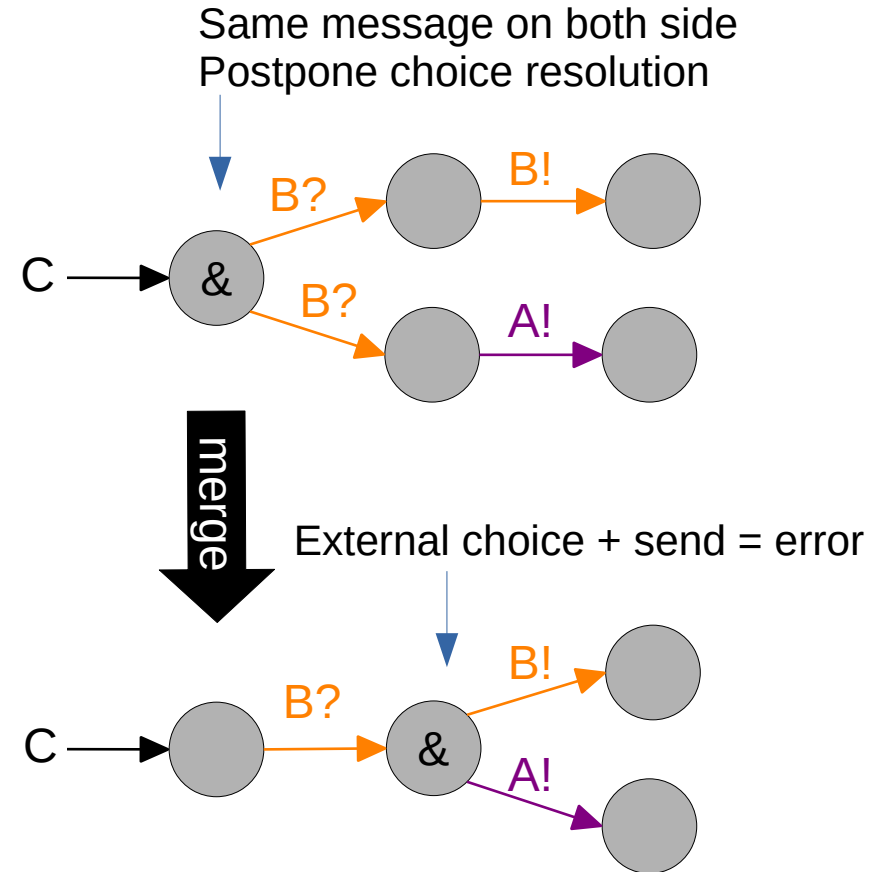 Same message on both side
Postpone choice resolution
B?
B!
C
&
B?
A!
merge
External choice + send = error
B!
B?
C
&
A!